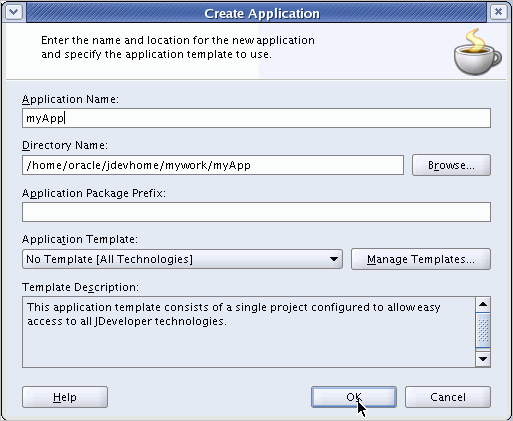 Create Application
Enter the name and location for the new application
and specify the application template to use.
Application Name:
myApp
Directory Name:
/home/oracle/jdevhome/mywork/myApp
Browse...
Application Package Prefix:
Application Template:
No Template [All Technologies]
Manage Templates...
Template Description:
This application template consists of a single project configured to allow easy
access to all JDeveloper technologies.
Help
OK
Cancel